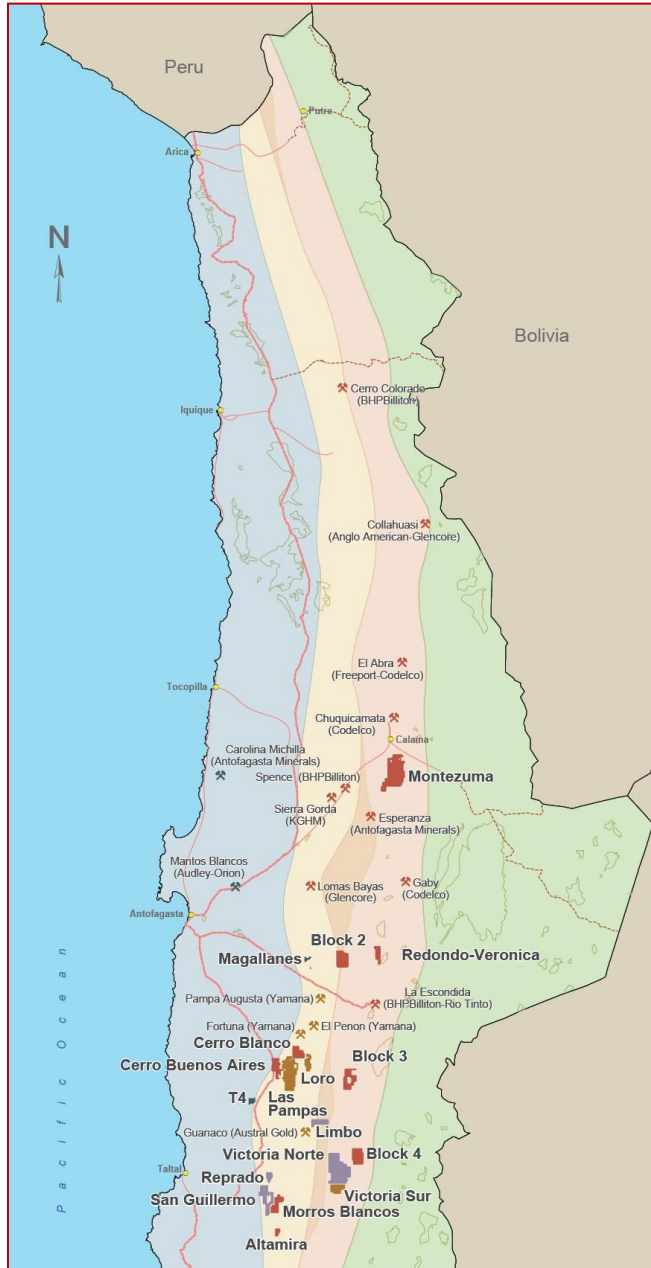 Peru
Putre
Arica
N
Bolivia
Cerro Colorado
(BHPBilliton)
Iquique
Collahuasi
(Anglo American-Glencore)
El Abra
(Freeport-Codelco)
Tocopilla
Chuquicamata
(Codelco)
Calama
Carolina Michilla
(Antofagasta Minerals)
Spence (BHPBilliton)
Montezuma
Sierra Gorda
(KGHM)
Esperanza
(Antofagasta Minerals)
Mantos Blancos
(Audley-Orion)
Lomas Bayas
(Glencore)
Gaby
(Codelco)
Antofagasta
Block 2
Magallanes
Redondo-Veronica
Pampa Augusta (Yamana)
La Escondida
(BHPBilliton-Rio Tinto)
Fortuna (Yamana)
El Penon (Yamana)
Cerro Blanco
Cerro Buenos Aires
Loro
Block 3
T4
Las
Pampas
Guanaco (Austral Gold)
Limbo
Victoria Norte
Block 4
Taltal
Reprado
Victoria Sur
San Guillermo
Morros Blancos
Altamira
Pacific Ocean